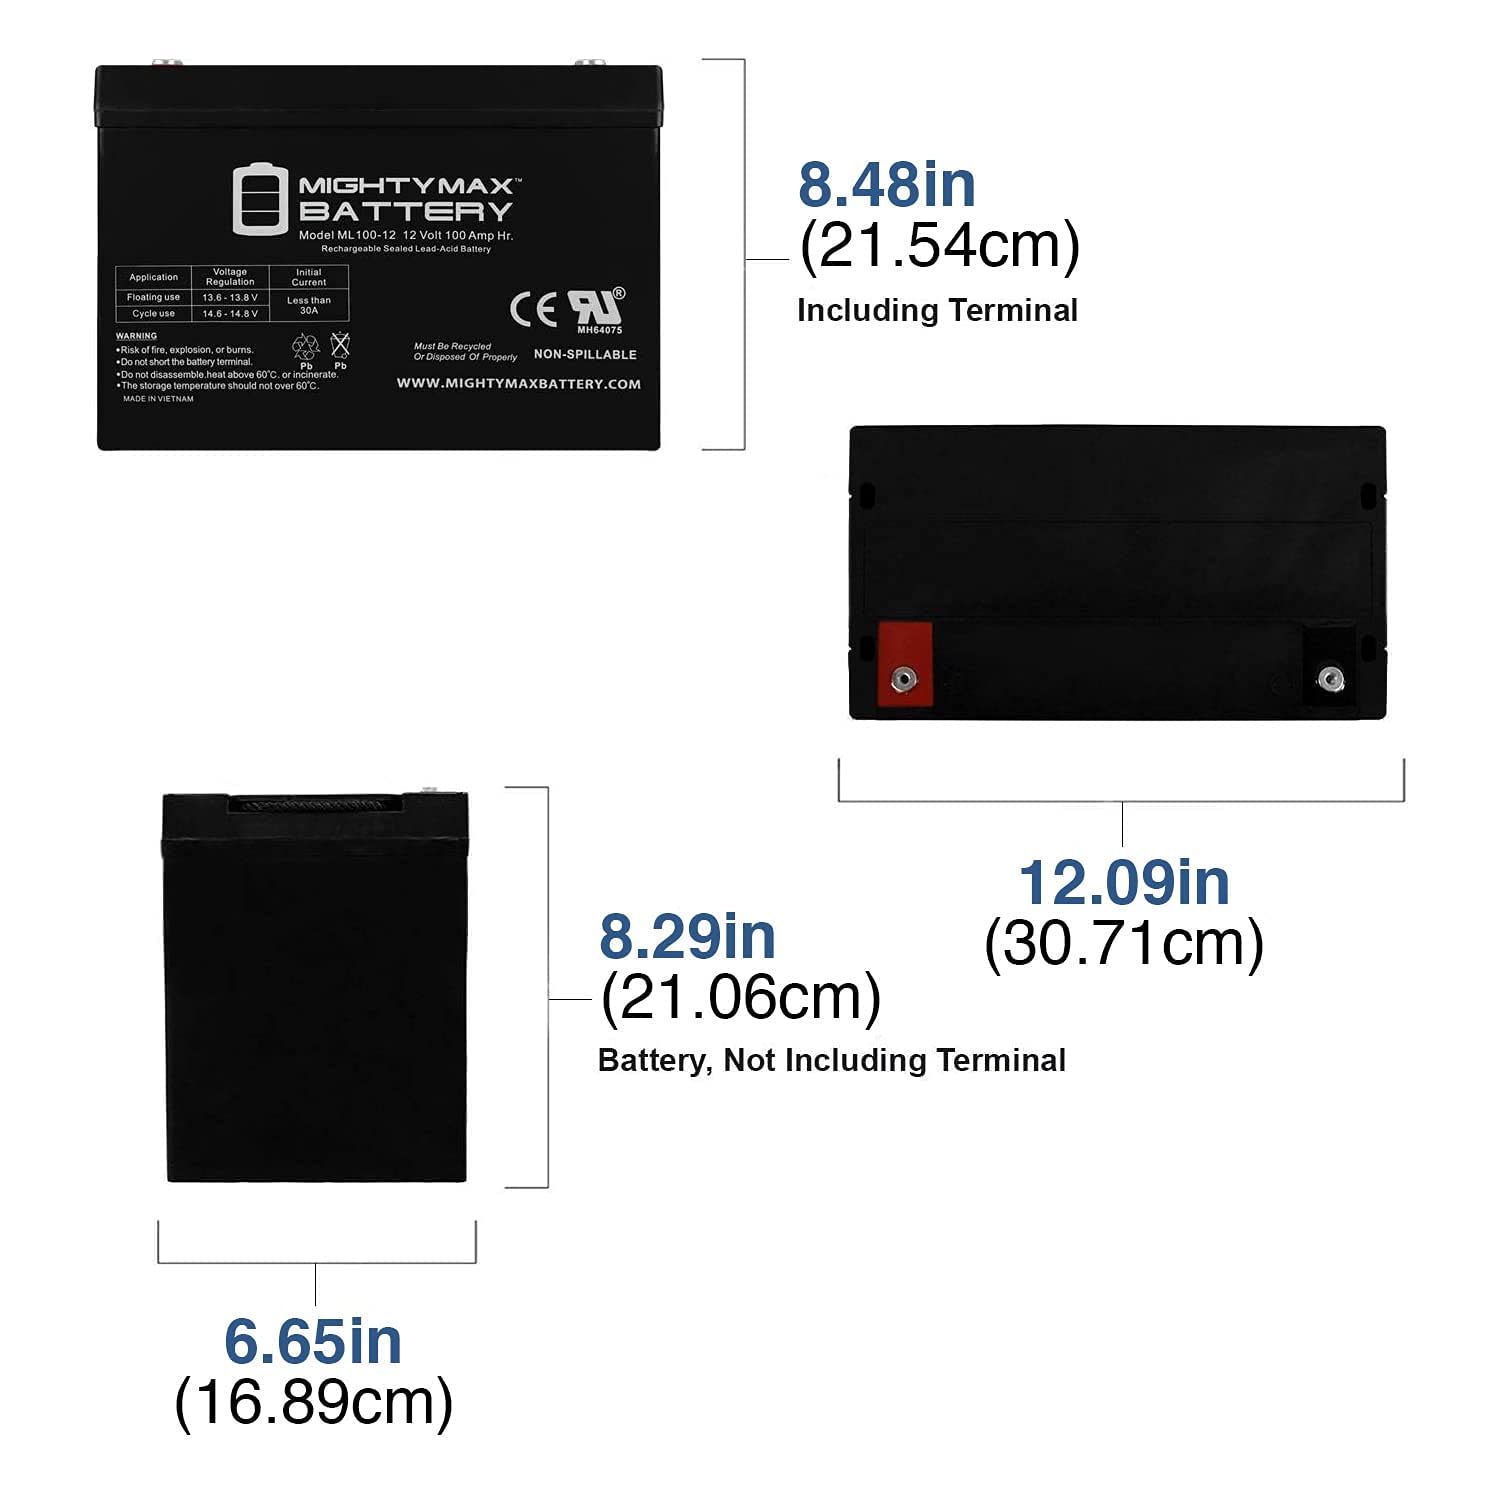 MIGHTYMAX™
BATTERY
Model ML100-12 12 Volt 100 Amp Hr.
Rechargeable Sealed Lead-Acid Battery
Application Voltage Regulation Initial Current
Floating use 13.6 - 13.8 V Less than 30A
Cycle use 14.6 - 14.8 V
WARNING
•Risk of fire, explosion, or burns.
•Do not short the battery terminal.
•Do not disassemble.heat above 60°C. or incinerate.
•The storage temperature should not over 60°C.
MADE IN VIETNAM
Pb Pb
Must Be Recycled
Or Disposed Of Properly
CE RU®
MH64075
NON-SPILLABLE
WWW.MIGHTYMAXBATTERY.COM
8.48in
(21.54cm)
Including Terminal
12.09in
(30.71cm)
8.29in
(21.06cm)
Battery, Not Including Terminal
6.65in
(16.89cm)